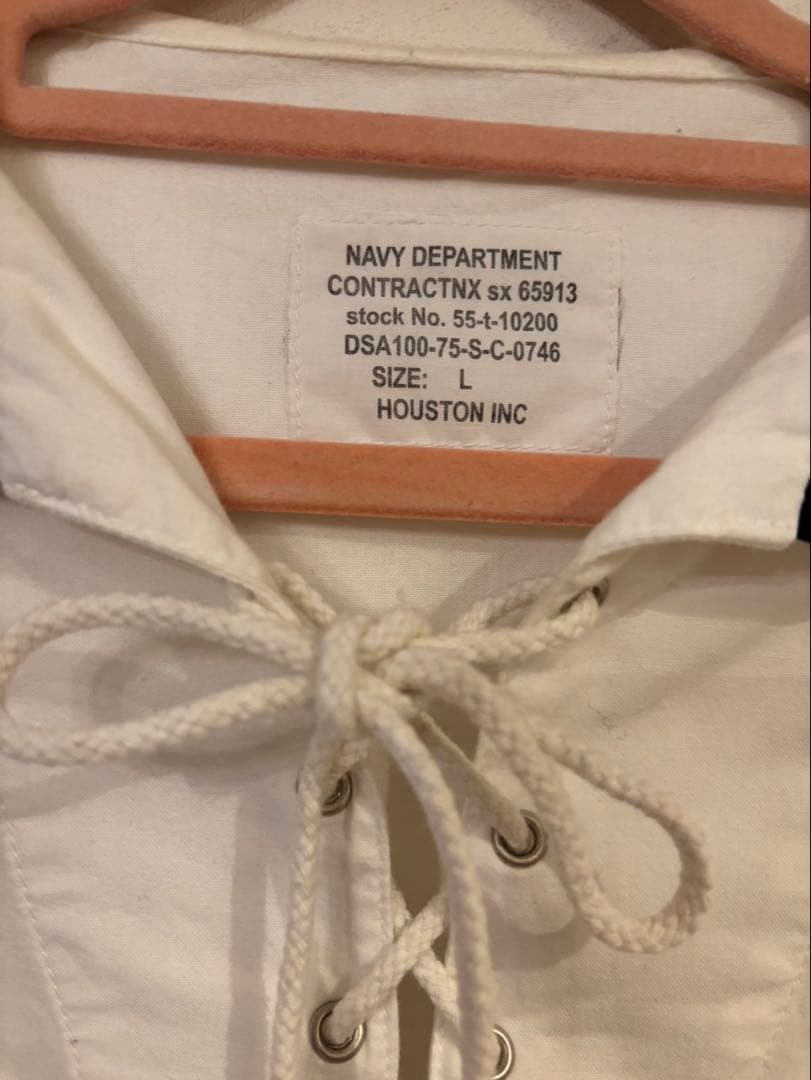 NAVY DEPARTMENT
CONTRACTNX sx 65913
stock No. 55-t-10200
DSA100-75-S-C-0746
SIZE: L
HOUSTON INC